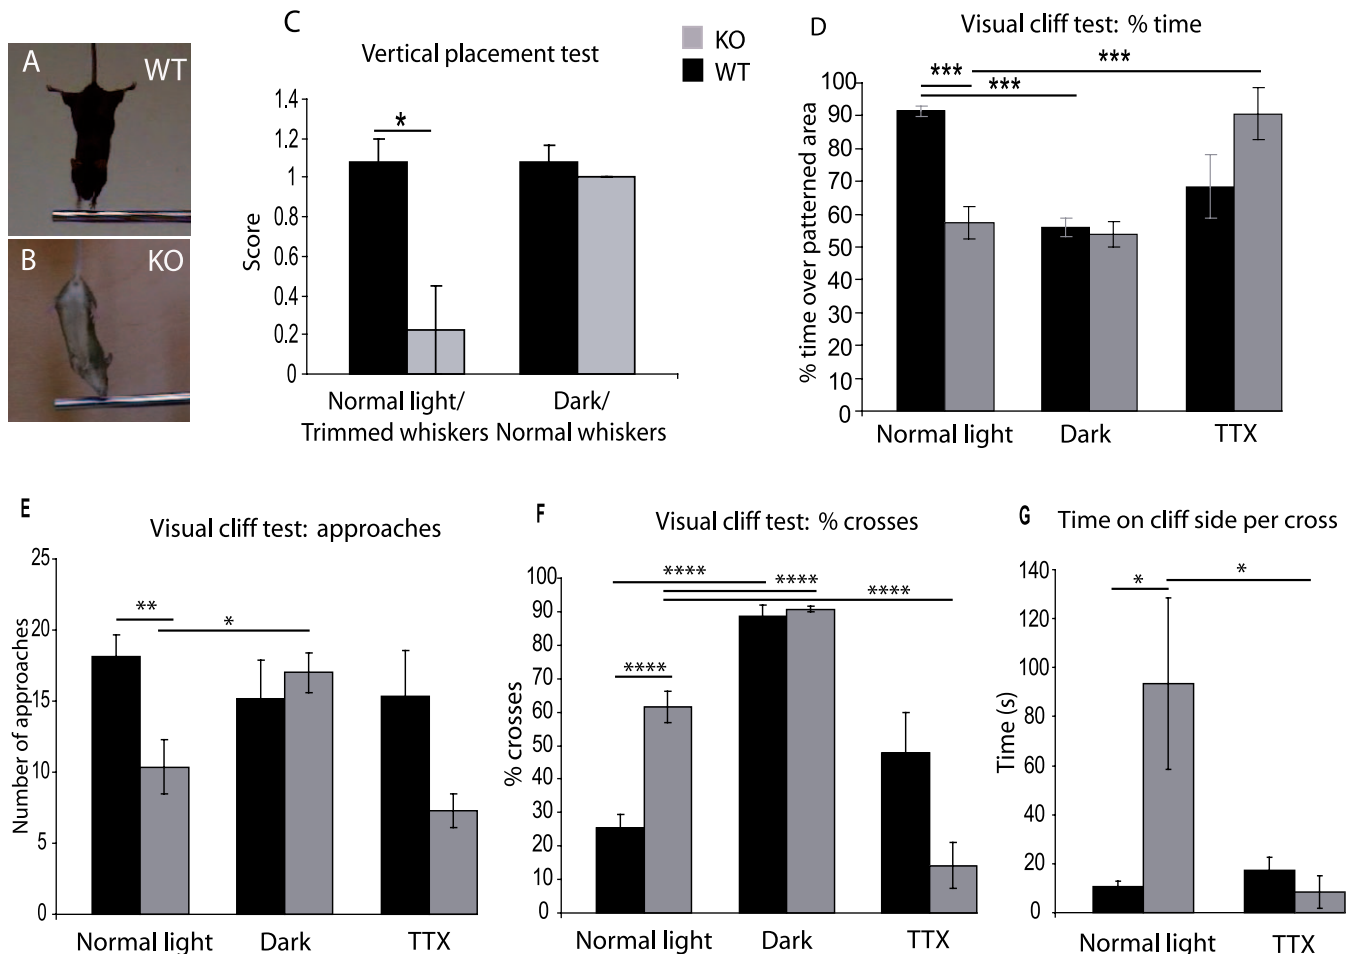 A
WT
B
KO
C
Vertical placement test
KO
WT
Score
1.4
1.2
1
0.8
0.6
0.4
0.2
0
*
Normal light/
Trimmed whiskers
Dark/
Normal whiskers
D
Visual cliff test: % time
% time over patterned area
100
90
80
70
60
50
40
30
20
10
0
***
***
***
Normal light
Dark
TTX
E
Visual cliff test: approaches
Number of approaches
25
20
15
10
5
0
**
*
Normal light
Dark
TTX
F
Visual cliff test: % crosses
% crosses
100
90
80
70
60
50
40
30
20
10
0
****
****
****
****
Normal light
Dark
TTX
G
Time on cliff side per cross
Time (s)
140
120
100
80
60
40
20
0
*
*
Normal light
TTX